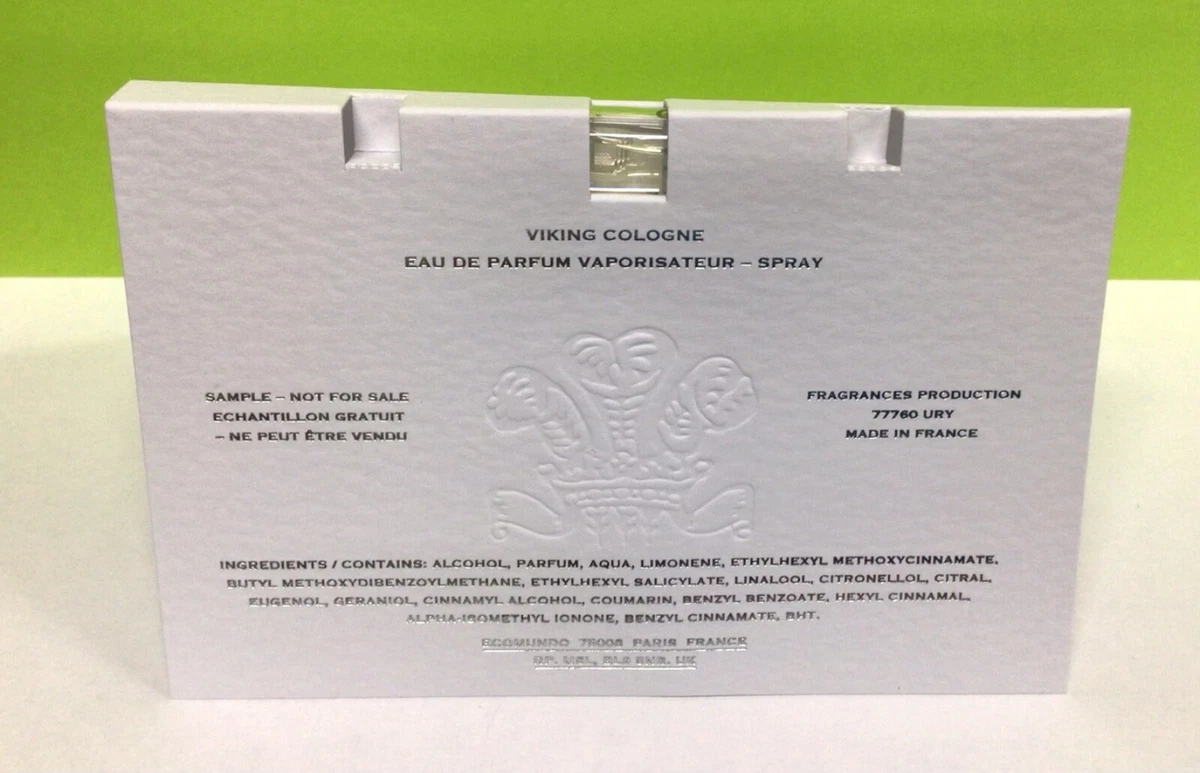 VIKING COLOGNE
EAU DE PARFUM VAPORISATEUR – SPRAY
SAMPLE – NOT FOR SALE
ECHANTILLON GRATUIT
– NE PEUT ÊTRE VENDU
FRAGRANCES PRODUCTION
77760 URY
MADE IN FRANCE
INGREDIENTS / CONTAINS: ALCOHOL, PARFUM, AQUA, LIMONENE, ETHYLHEXYL METHOXYCINNAMATE,
BUTYL METHOXYDIBENZOYLMETHANE, ETHYLHEXYL SALICYLATE, LINALOOL, CITRONELLOL, CITRAL,
EUGENOL, GERANIOL, CINNAMYL ALCOHOL, COUMARIN, BENZYL BENZOATE, HEXYL CINNAMAL,
ALPHA-ISOMETHYL IONONE, BENZYL CINNAMATE, BHT.
ECOMUNDO 75008 PARIS FRANCE
UK